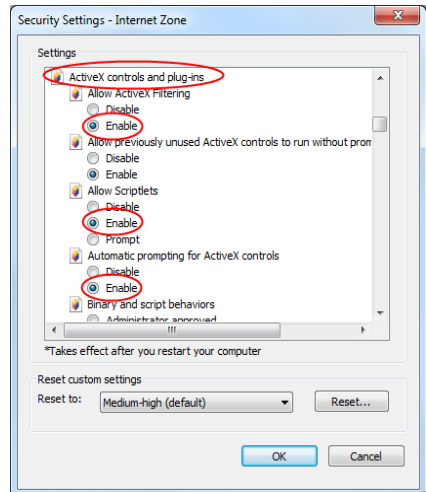 Security Settings - Internet Zone
Settings
ActiveX controls and plug-ins
Allow ActiveX Filtering
Disable
Enable
Allow previously unused ActiveX controls to run without prom
Disable
Enable
Allow Scriptlets
Disable
Enable
Prompt
Automatic prompting for ActiveX controls
Disable
Enable
Binary and script behaviors
Administrator approved
*Takes effect after you restart your computer
Reset custom settings
Reset to: Medium-high (default) Reset...
OK Cancel